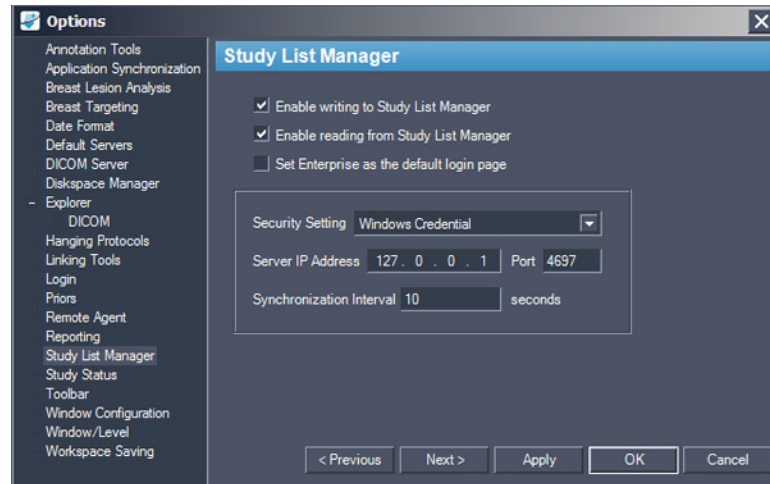 Options
Annotation Tools
Application Synchronization
Breast Lesion Analysis
Breast Targeting
Date Format
Default Servers
DICOM Server
Diskspace Manager
Explorer
DICOM
Hanging Protocols
Linking Tools
Login
Priors
Remote Agent
Reporting
Study List Manager
Study Status
Toolbar
Window Configuration
Window/Level
Workspace Saving
Study List Manager
Enable writing to Study List Manager
Enable reading from Study List Manager
Set Enterprise as the default login page
Security Setting Windows Credential
Server IP Address 127 . 0 . 0 . 1 Port 4697
Synchronization Interval 10 seconds
< Previous Next > Apply OK Cancel